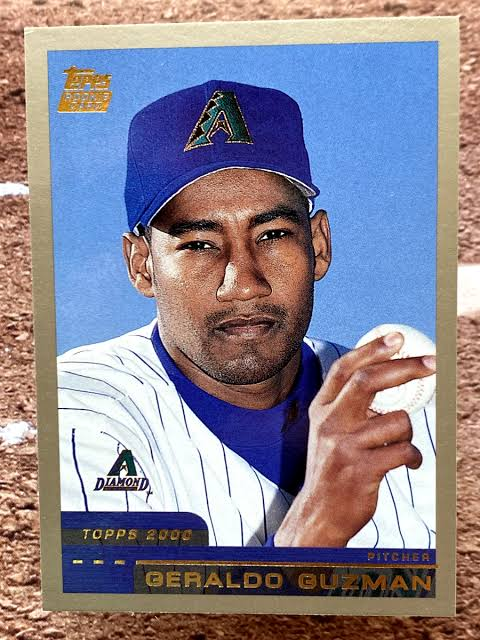 TOPPS
A
A
DIAMOND
TOPPS 2000
PITCHER
GERALDO GUZMAN